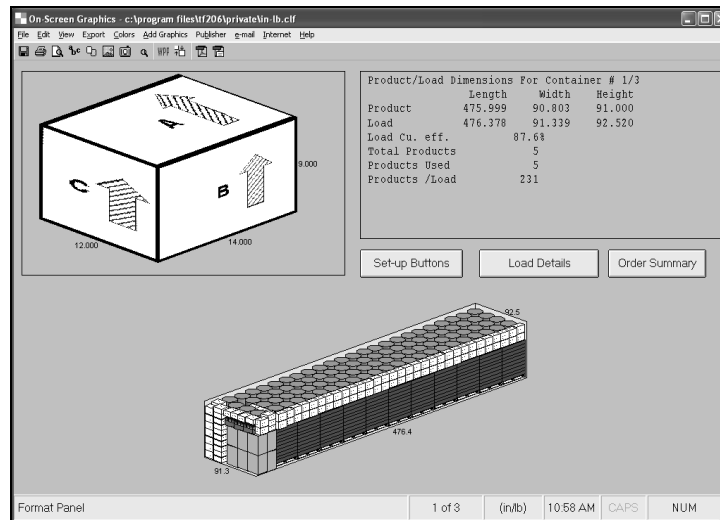 On-Screen Graphics - c:\program files\tf206\private\in-lb.clf
File Edit View Export Colors Add Graphics Publisher e-mail Internet Help
A
C
B
9.000
12.000
14.000
Product/Load Dimensions For Container # 1/3
Length Width Height
Product 475.999 90.803 91.000
Load 476.378 91.339 92.520
Load Cu. eff. 87.6%
Total Products 5
Products Used 5
Products /Load 231
Set-up Buttons Load Details Order Summary
92.5
476.4
91.3
Format Panel 1 of 3 (in/lb) 10:58 AM CAPS NUM